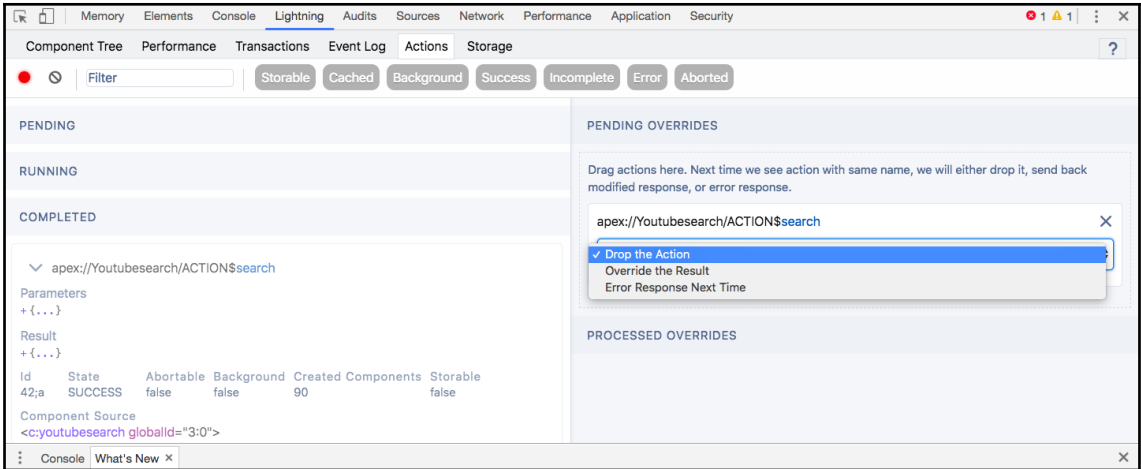 Memory Elements Console Lightning Audits Sources Network Performance Application Security 1 1
Component Tree Performance Transactions Event Log Actions Storage ?
Filter Storable Cached Background Success Incomplete Error Aborted
PENDING
RUNNING
COMPLETED
apex://Youtubesearch/ACTION$search
Parameters
+{...}
Result
+{...}
Id State Abortable Background Created Components Storable
42;a SUCCESS false false 90 false
Component Source
<c:youtubesearch globalId="3:0">
PENDING OVERRIDES
Drag actions here. Next time we see action with same name, we will either drop it, send back
modified response, or error response.
apex://Youtubesearch/ACTION$search
✓ Drop the Action
Override the Result
Error Response Next Time
PROCESSED OVERRIDES
Console What's New ×